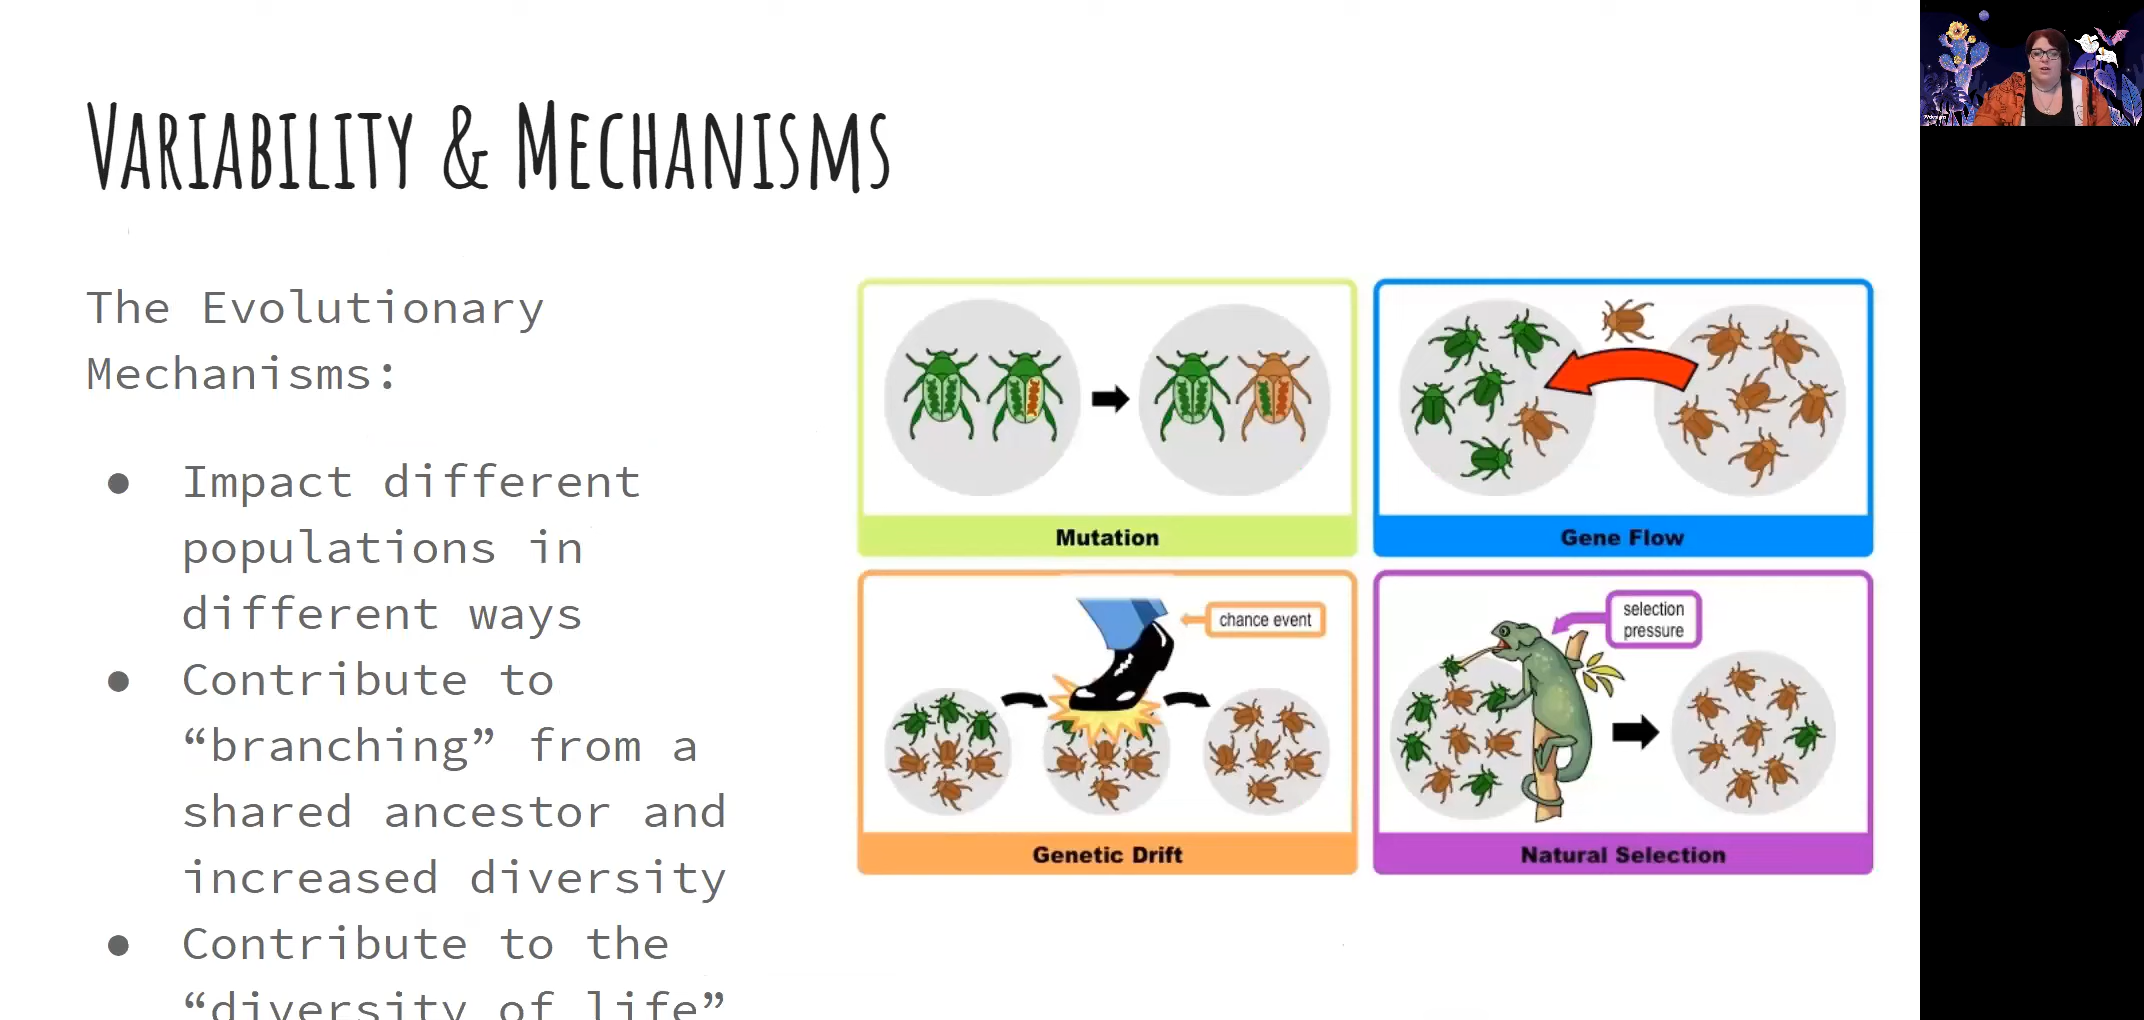 VARIABILITY & MECHANISMS
The Evolutionary
Mechanisms:
● Impact different
populations in
different ways
● Contribute to
“branching” from a
shared ancestor and
increased diversity
● Contribute to the
“diversity of life”
Mutation
Gene Flow
chance event
Genetic Drift
selection
pressure
Natural Selection